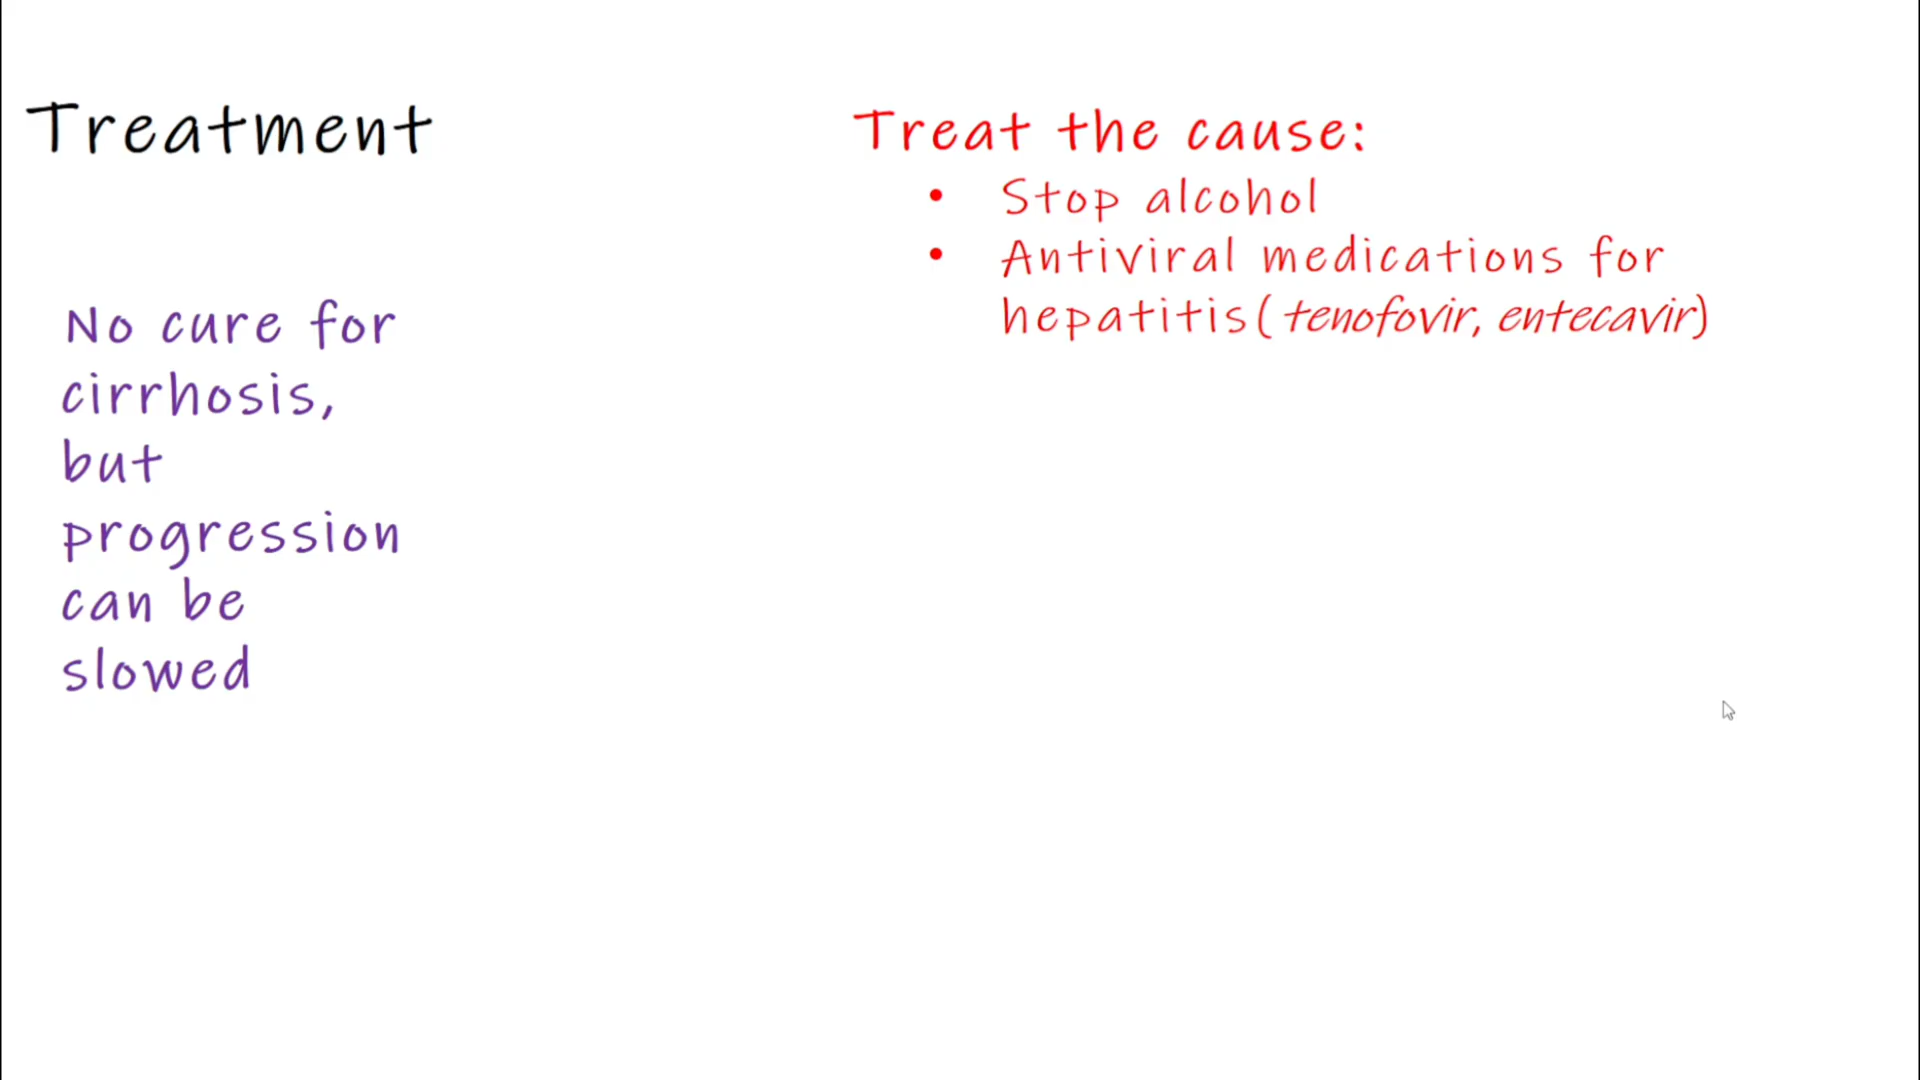 Treatment
No cure for
cirrhosis,
but
progression
can be
slowed
Treat the cause:
• Stop alcohol
• Antiviral medications for
hepatitis(tenofovir, entecavir)